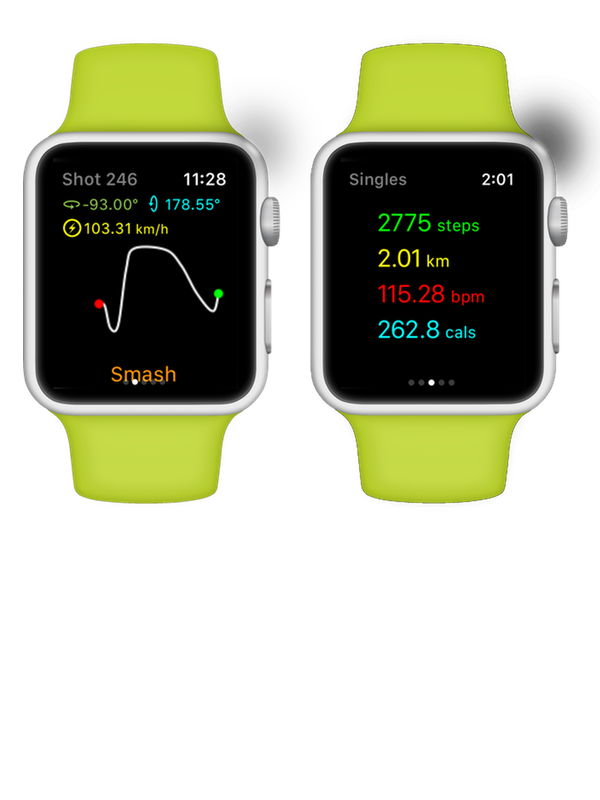 Shot 246 11:28
-93.00° 178.55°
103.31 km/h
Smash
Singles 2:01
2775 steps
2.01 km
115.28 bpm
262.8 cals